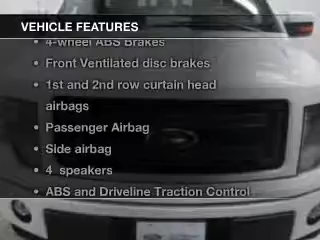 VEHICLE FEATURES
• 4-wheel ABS Brakes
• Front Ventilated disc brakes
• 1st and 2nd row curtain head
airbags
• Passenger Airbag
• Side airbag
• 4 speakers
• ABS and Driveline Traction Control